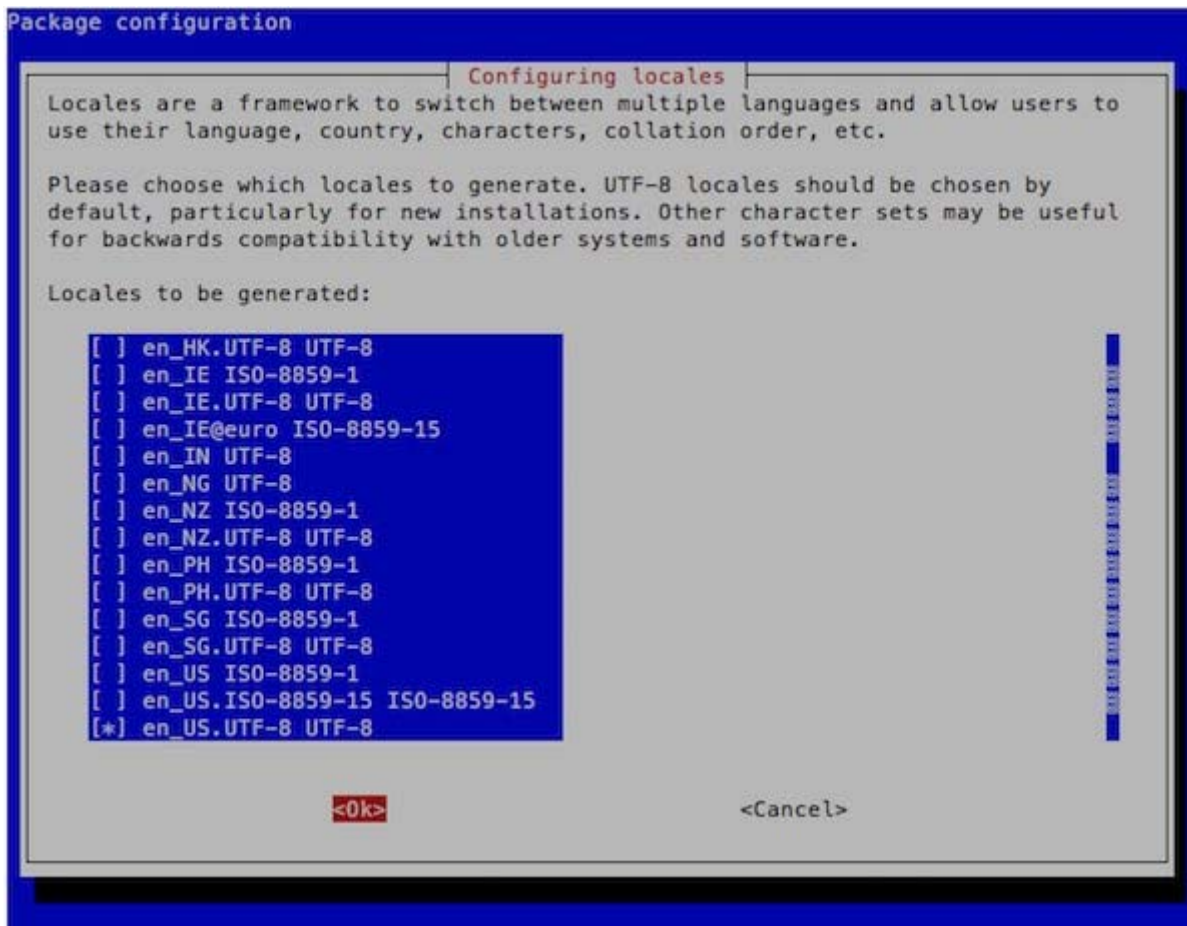 Package configuration
Configuring locales
Locales are a framework to switch between multiple languages and allow users to
use their language, country, characters, collation order, etc.
Please choose which locales to generate. UTF-8 locales should be chosen by
default, particularly for new installations. Other character sets may be useful
for backwards compatibility with older systems and software.
Locales to be generated:
[ ] en_HK.UTF-8 UTF-8
[ ] en_IE ISO-8859-1
[ ] en_IE.UTF-8 UTF-8
[ ] en_IE@euro ISO-8859-15
[ ] en_IN UTF-8
[ ] en_NG UTF-8
[ ] en_NZ ISO-8859-1
[ ] en_NZ.UTF-8 UTF-8
[ ] en_PH ISO-8859-1
[ ] en_PH.UTF-8 UTF-8
[ ] en_SG ISO-8859-1
[ ] en_SG.UTF-8 UTF-8
[ ] en_US ISO-8859-1
[ ] en_US.ISO-8859-15 ISO-8859-15
[*] en_US.UTF-8 UTF-8
<Ok> <Cancel>